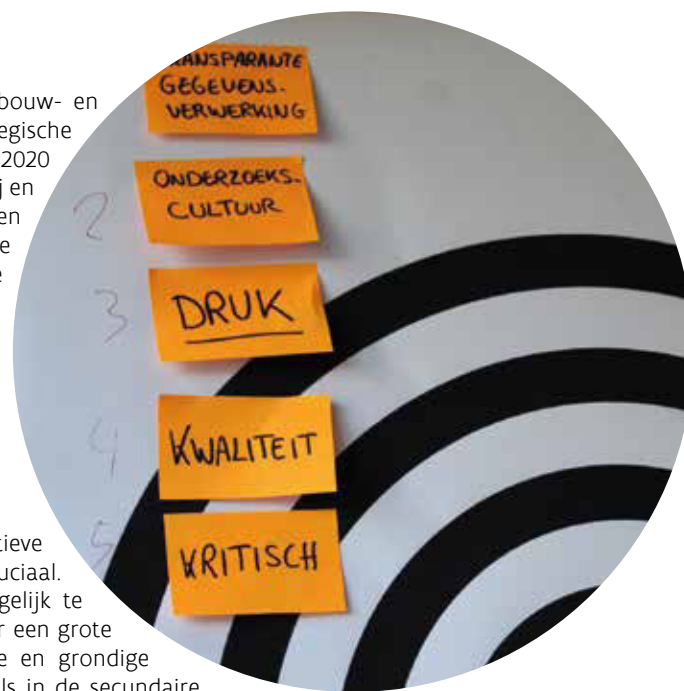 bouw- en
egische
2020
j en
en
e
e
tieve
uciaal.
gelijk te
r een grote
e en grondige
ls in de secundaire
ANSPARANTE
GEGEVENS-
VERWERKING
2
ONDERZOEKS-
CULTUUR
3
DRUK
4
KWALITEIT
5
KRITISCH